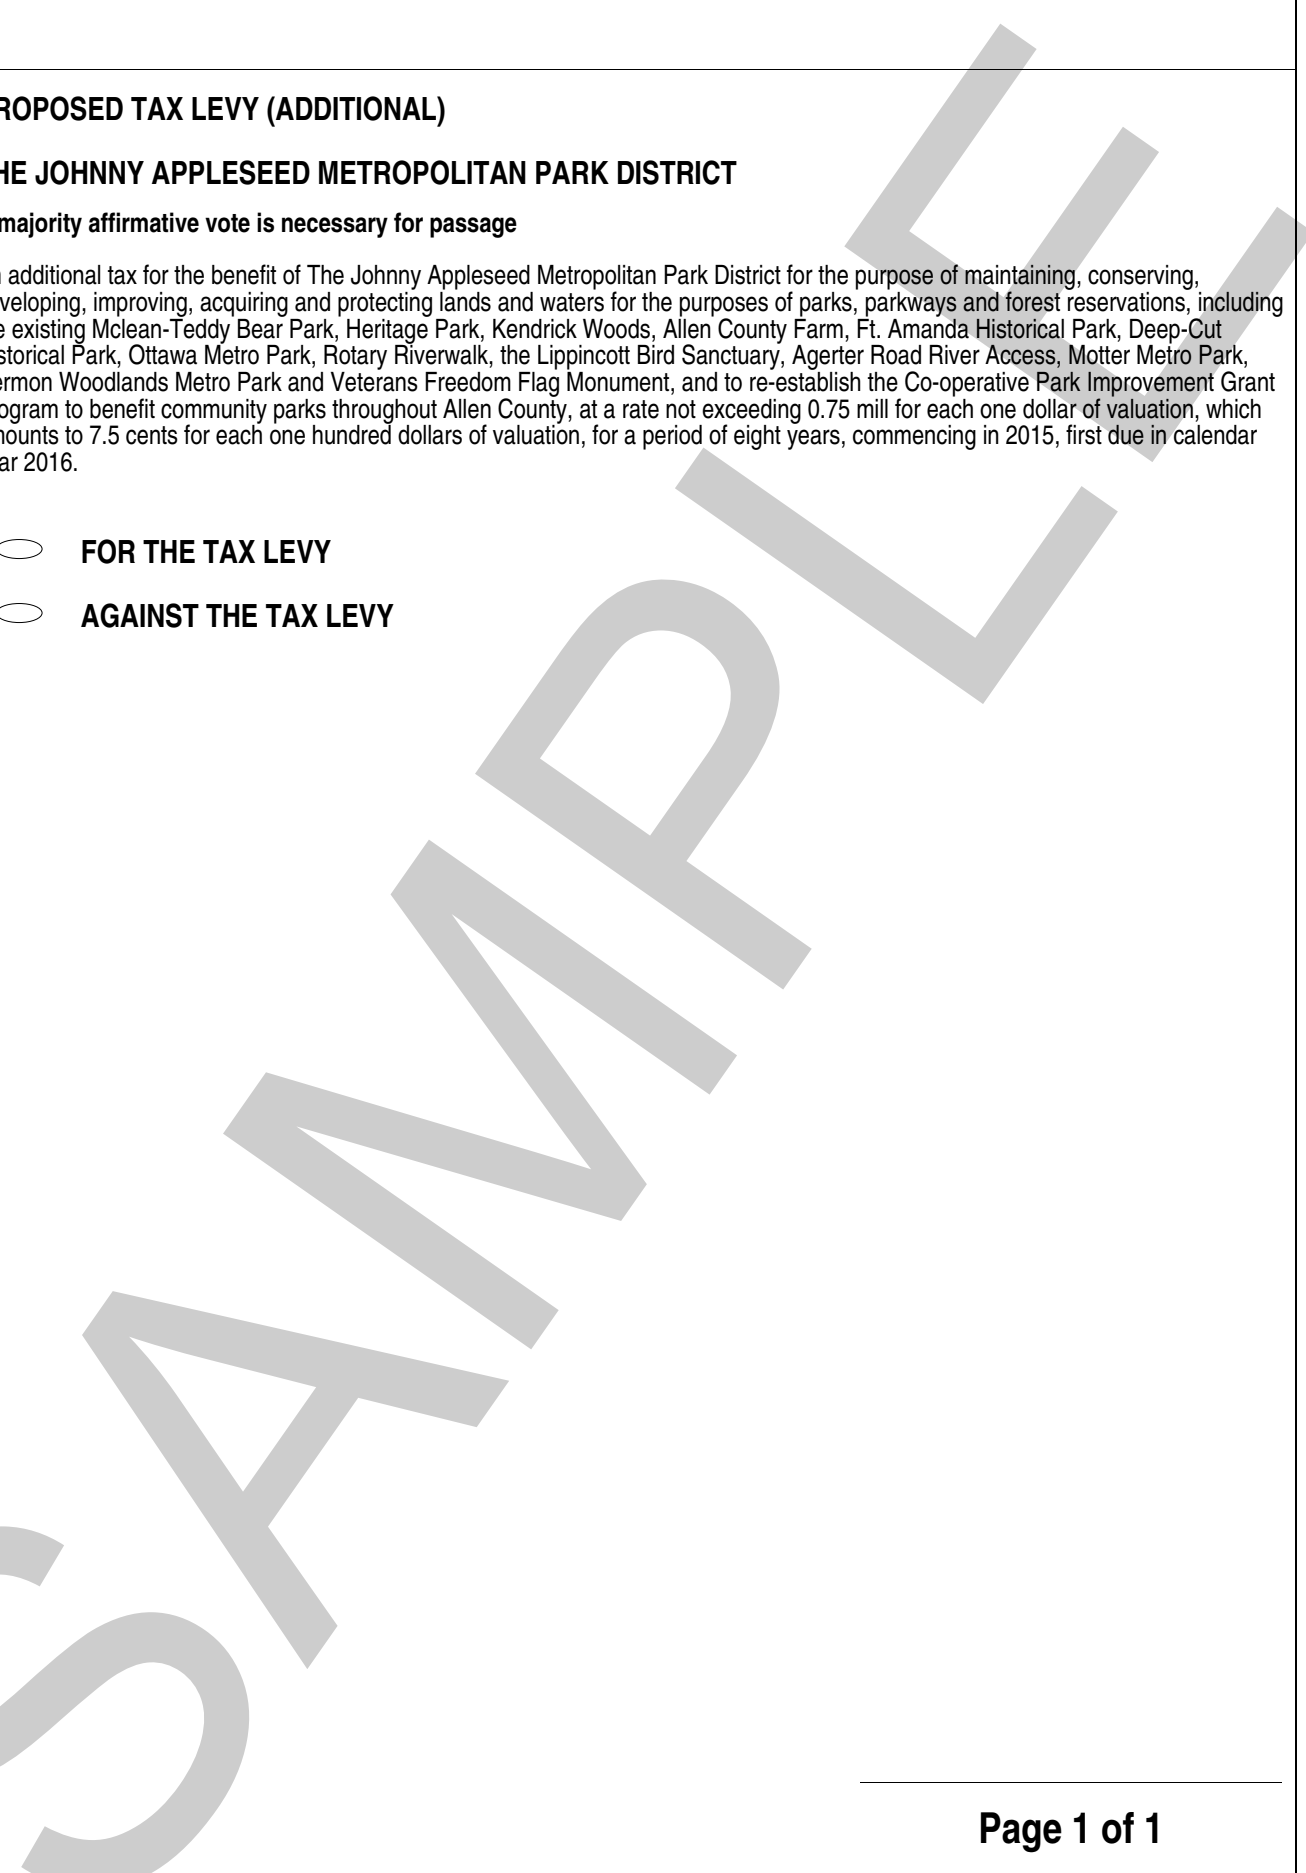 ROPOSED TAX LEVY (ADDITIONAL)
HE JOHNNY APPLESEED METROPOLITAN PARK DISTRICT
majority affirmative vote is necessary for passage
additional tax for the benefit of The Johnny Appleseed Metropolitan Park District for the purpose of maintaining, conserving,
veloping, improving, acquiring and protecting lands and waters for the purposes of parks, parkways and forest reservations, including
e existing Mclean-Teddy Bear Park, Heritage Park, Kendrick Woods, Allen County Farm, Ft. Amanda Historical Park, Deep-Cut
storical Park, Ottawa Metro Park, Rotary Riverwalk, the Lippincott Bird Sanctuary, Agerter Road River Access, Motter Metro Park,
ermon Woodlands Metro Park and Veterans Freedom Flag Monument, and to re-establish the Co-operative Park Improvement Grant
ogram to benefit community parks throughout Allen County, at a rate not exceeding 0.75 mill for each one dollar of valuation, which
nounts to 7.5 cents for each one hundred dollars of valuation, for a period of eight years, commencing in 2015, first due in calendar
ar 2016.
FOR THE TAX LEVY
AGAINST THE TAX LEVY
SAMPLE
Page 1 of 1